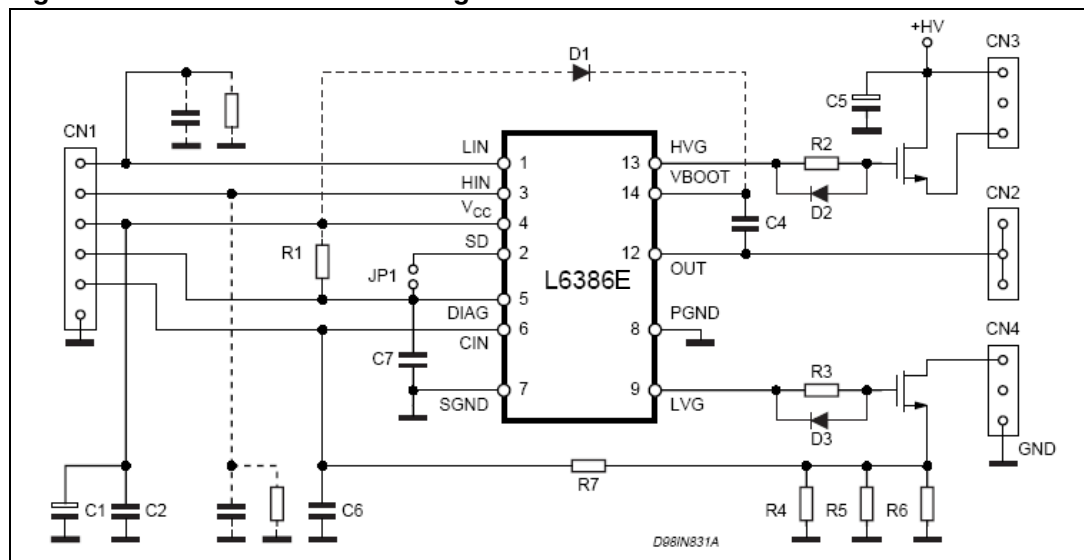 +HV
D1
CN3
C5
CN1
R2
LIN
1
13
HVG
HIN
3
14
VBOOT
D2
CN2
VCC
4
C4
R1
SD
2
12
OUT
JP1
L6386E
5
DIAG
PGND
CN4
6
8
CIN
C7
R3
7
SGND
9
LVG
D3
GND
R7
C1
C2
C6
R4
R5
R6
D98IN831A